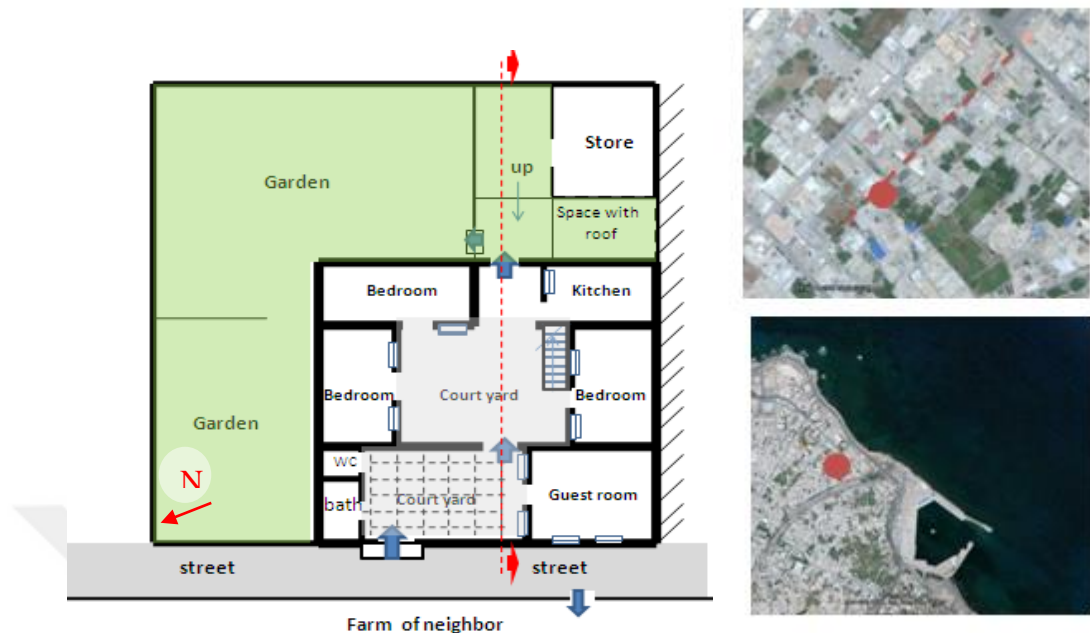 Store
Garden
up
Space with
roof
Bedroom
Kitchen
Bedroom
Court yard
Bedroom
Garden
WC
N
Court yard
Guest room
bath
street
street
Farm of neighbor